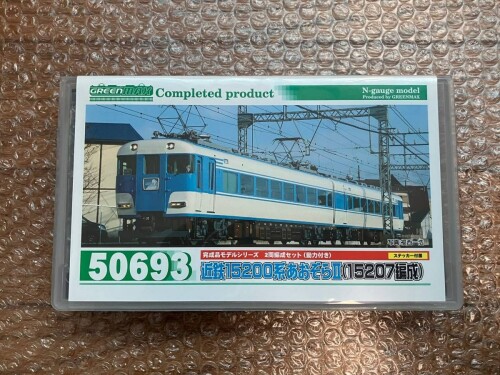 GREENMAX Completed product
N-gauge model
Produced by GREENMAX
50693
完成品モデルシリーズ 2両編成セット(動力付き)
ステッカー付属
近鉄15200系あおぞらⅡ(15207編成)